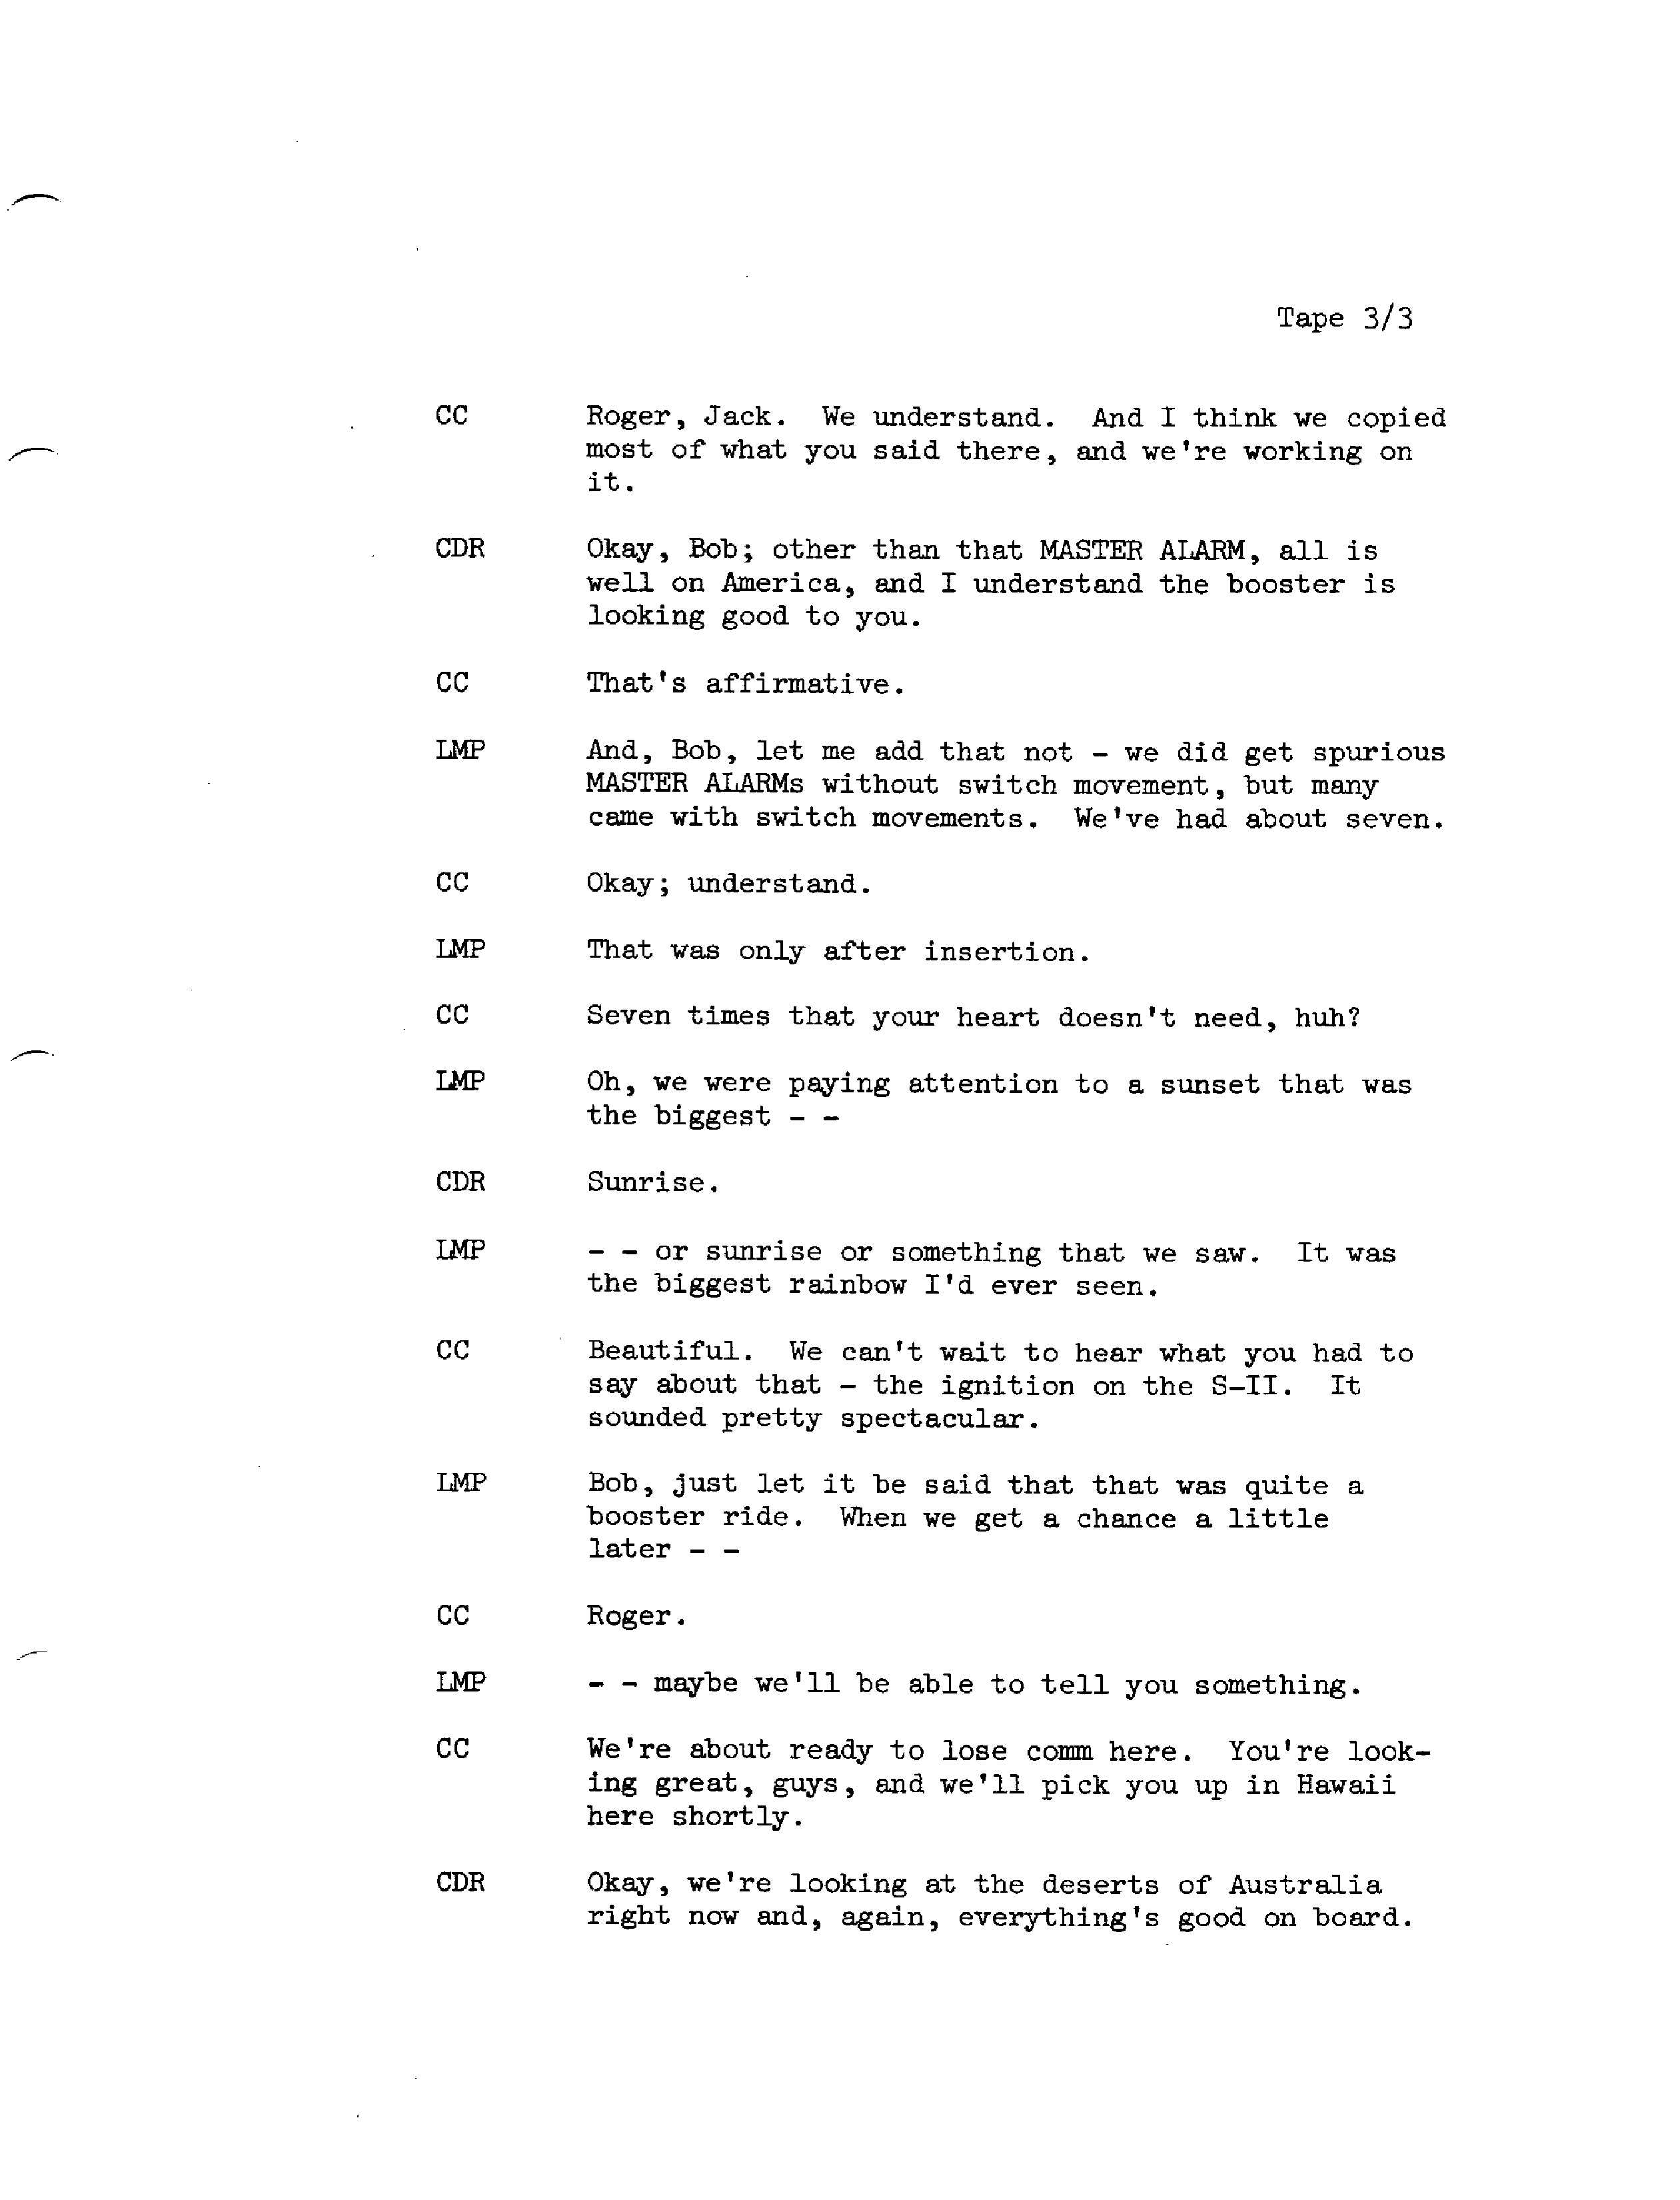 Tape 3/3
CC Roger, Jack. We understand. And I think we copied
most of what you said there, and we're working on
it.
CDR Okay, Bob; other than that MASTER ALARM, all is
well on America, and I understand the booster is
looking good to you.
CC That's affirmative.
LMP And, Bob, let me add that not - we did get spurious
MASTER ALARMs without switch movement, but many
came with switch movements. We've had about seven.
CC Okay; understand.
LMP That was only after insertion.
CC Seven times that your heart doesn't need, huh?
LMP Oh, we were paying attention to a sunset that was
the biggest - -
CDR Sunrise.
LMP - - or sunrise or something that we saw. It was
the biggest rainbow I'd ever seen.
CC Beautiful. We can't wait to hear what you had to
say about that - the ignition on the S-II. It
sounded pretty spectacular.
LMP Bob, just let it be said that that was quite a
booster ride. When we get a chance a little
later - -
CC Roger.
LMP - - maybe we'll be able to tell you something.
CC We're about ready to lose comm here. You're look-
ing great, guys, and we'll pick you up in Hawaii
here shortly.
CDR Okay, we're looking at the deserts of Australia
right now and, again, everything's good on board.